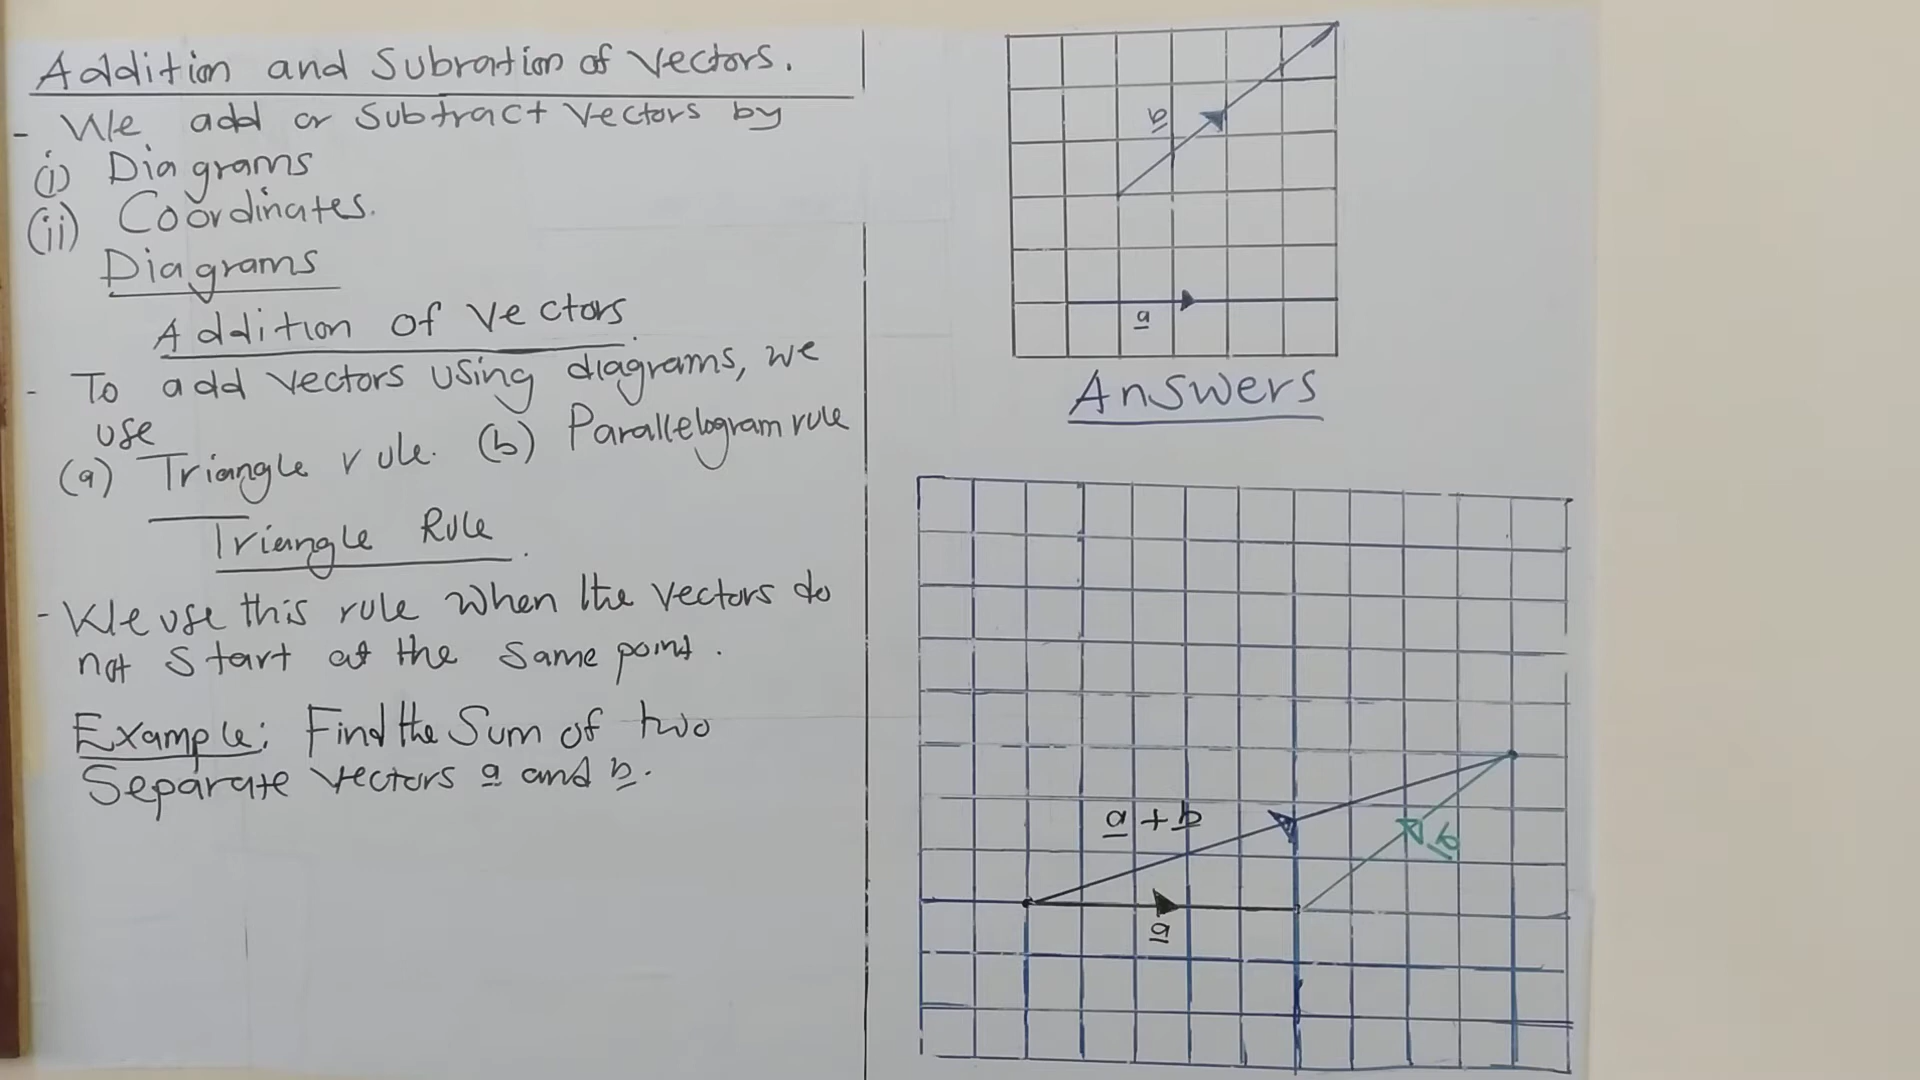 Addition and Subration of Vectors.
- We add or Subtract Vectors by
(i) Diagrams
(ii) Coordinates.
Diagrams
Addition of Vectors.
- To add Vectors using diagrams, we
use
(a) Triangle rule. (b) Parallelogram rule
Triangle Rule.
- We use this rule when the vectors do
not start at the same point.
Example: Find the Sum of two
Separate vectors a and b.
a
a
Answers
a + b
b
a